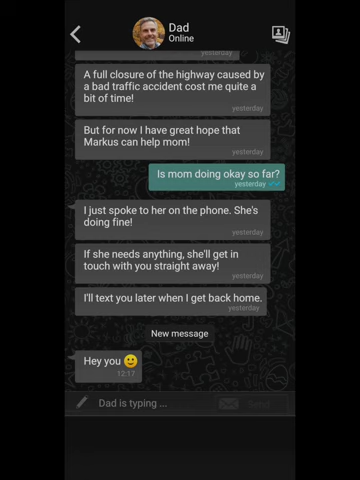 Dad
Online
yesterday
A full closure of the highway caused by
a bad traffic accident cost me quite a
bit of time!
yesterday
But for now I have great hope that
Markus can help mom!
yesterday
Is mom doing okay so far?
yesterday
I just spoke to her on the phone. She's
doing fine!
yesterday
If she needs anything, she'll get in
touch with you straight away!
yesterday
I'll text you later when I get back home.
yesterday
New message
Hey you 🙂
12:17
Dad is typing ...
Send